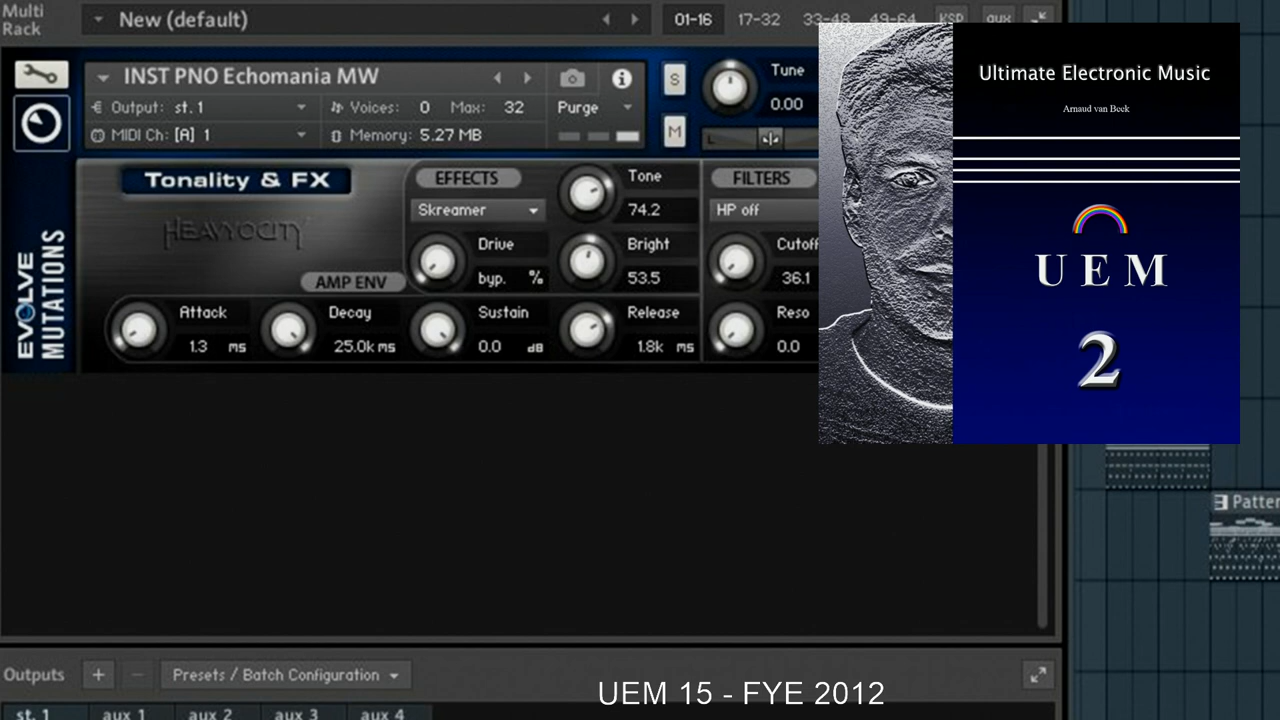 Multi
Rack
New (default)
01-16
17-32
33-48
49-64
KSP
aux
INST PNO Echomania MW
Output: st. 1
Voices: 0 Max: 32
Purge
MIDI Ch: [A] 1
Memory: 5.27 MB
S
M
Tune
0.00
L
Tonality & FX
HEAVYOCITY
EVOLVE
MUTATIONS
EFFECTS
Skreamer
Drive
byp. %
Tone
74.2
Bright
53.5
FILTERS
HP off
Cutoff
36.1
AMP ENV
Attack
1.3 ms
Decay
25.0k ms
Sustain
0.0 dB
Release
1.8k ms
Reso
0.0
Ultimate Electronic Music
Arnaud van Beek
UEM
2
Patter
Outputs
+
-
Presets / Batch Configuration
st. 1
aux 1
aux 2
aux 3
aux 4
UEM 15 - FYE 2012